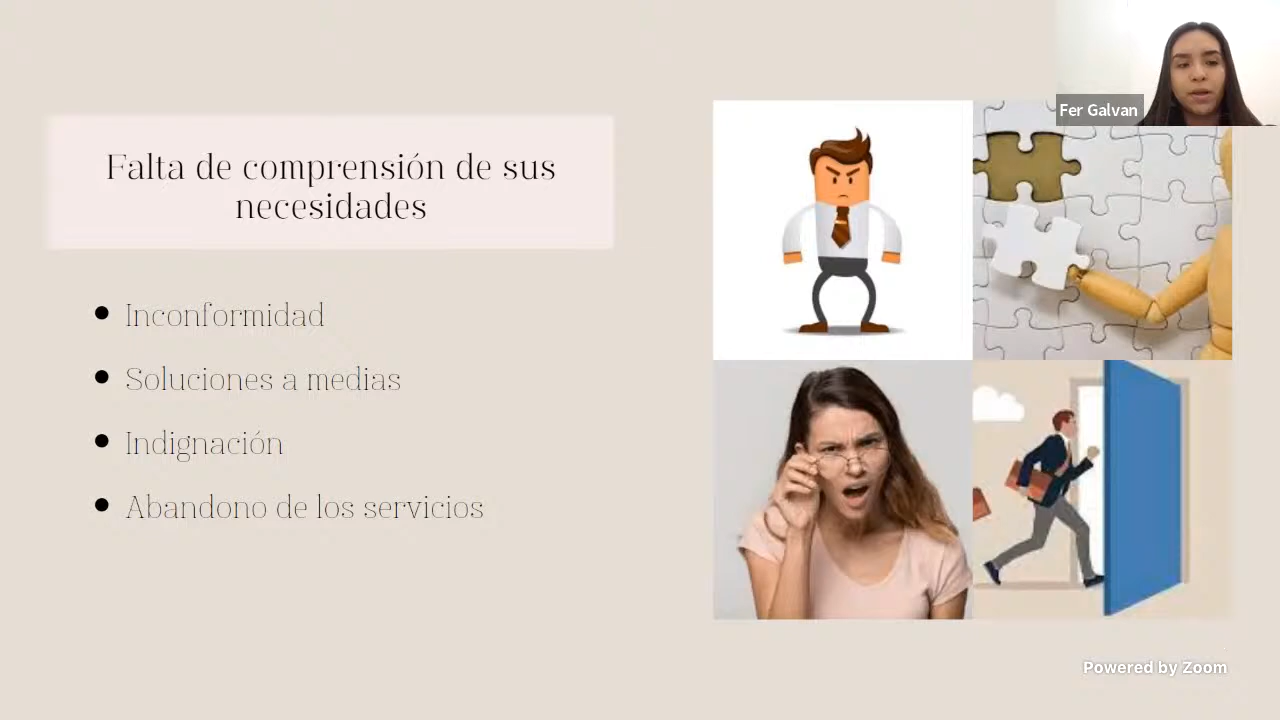 Fer Galvan
Falta de comprensión de sus
necesidades
Inconformidad
Soluciones a medias
Indignación
Abandono de los servicios
Powered by Zoom